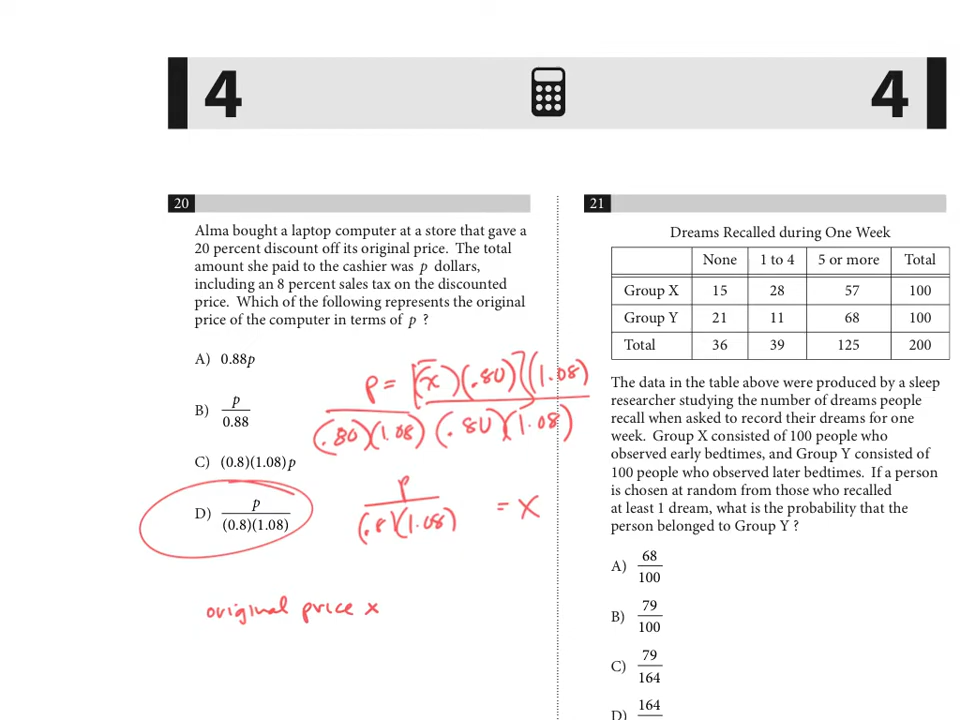 4
4
20
Alma bought a laptop computer at a store that gave a
20 percent discount off its original price. The total
amount she paid to the cashier was p dollars,
including an 8 percent sales tax on the discounted
price. Which of the following represents the original
price of the computer in terms of p ?
A) 0.88p
B) p
0.88
C) (0.8)(1.08)p
D) p
(0.8)(1.08)
p = [(x)(.80)](1.08)
(.80)(1.08) (.80)(1.08)
p
(.8)(1.08) = x
original price x
21
Dreams Recalled during One Week
None 1 to 4 5 or more Total
Group X 15 28 57 100
Group Y 21 11 68 100
Total 36 39 125 200
The data in the table above were produced by a sleep
researcher studying the number of dreams people
recall when asked to record their dreams for one
week. Group X consisted of 100 people who
observed early bedtimes, and Group Y consisted of
100 people who observed later bedtimes. If a person
is chosen at random from those who recalled
at least 1 dream, what is the probability that the
person belonged to Group Y ?
A) 68
100
B) 79
100
C) 79
164
D) 164